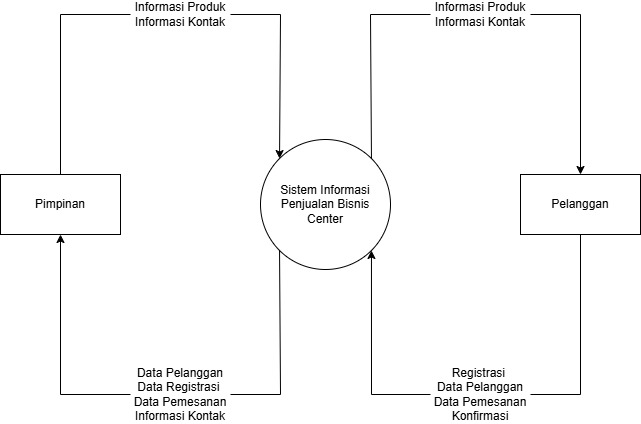 Informasi Produk
Informasi Kontak
Informasi Produk
Informasi Kontak
Pimpinan
Sistem Informasi
Penjualan Bisnis
Center
Pelanggan
Data Pelanggan
Data Registrasi
Data Pemesanan
Informasi Kontak
Registrasi
Data Pelanggan
Data Pemesanan
Konfirmasi